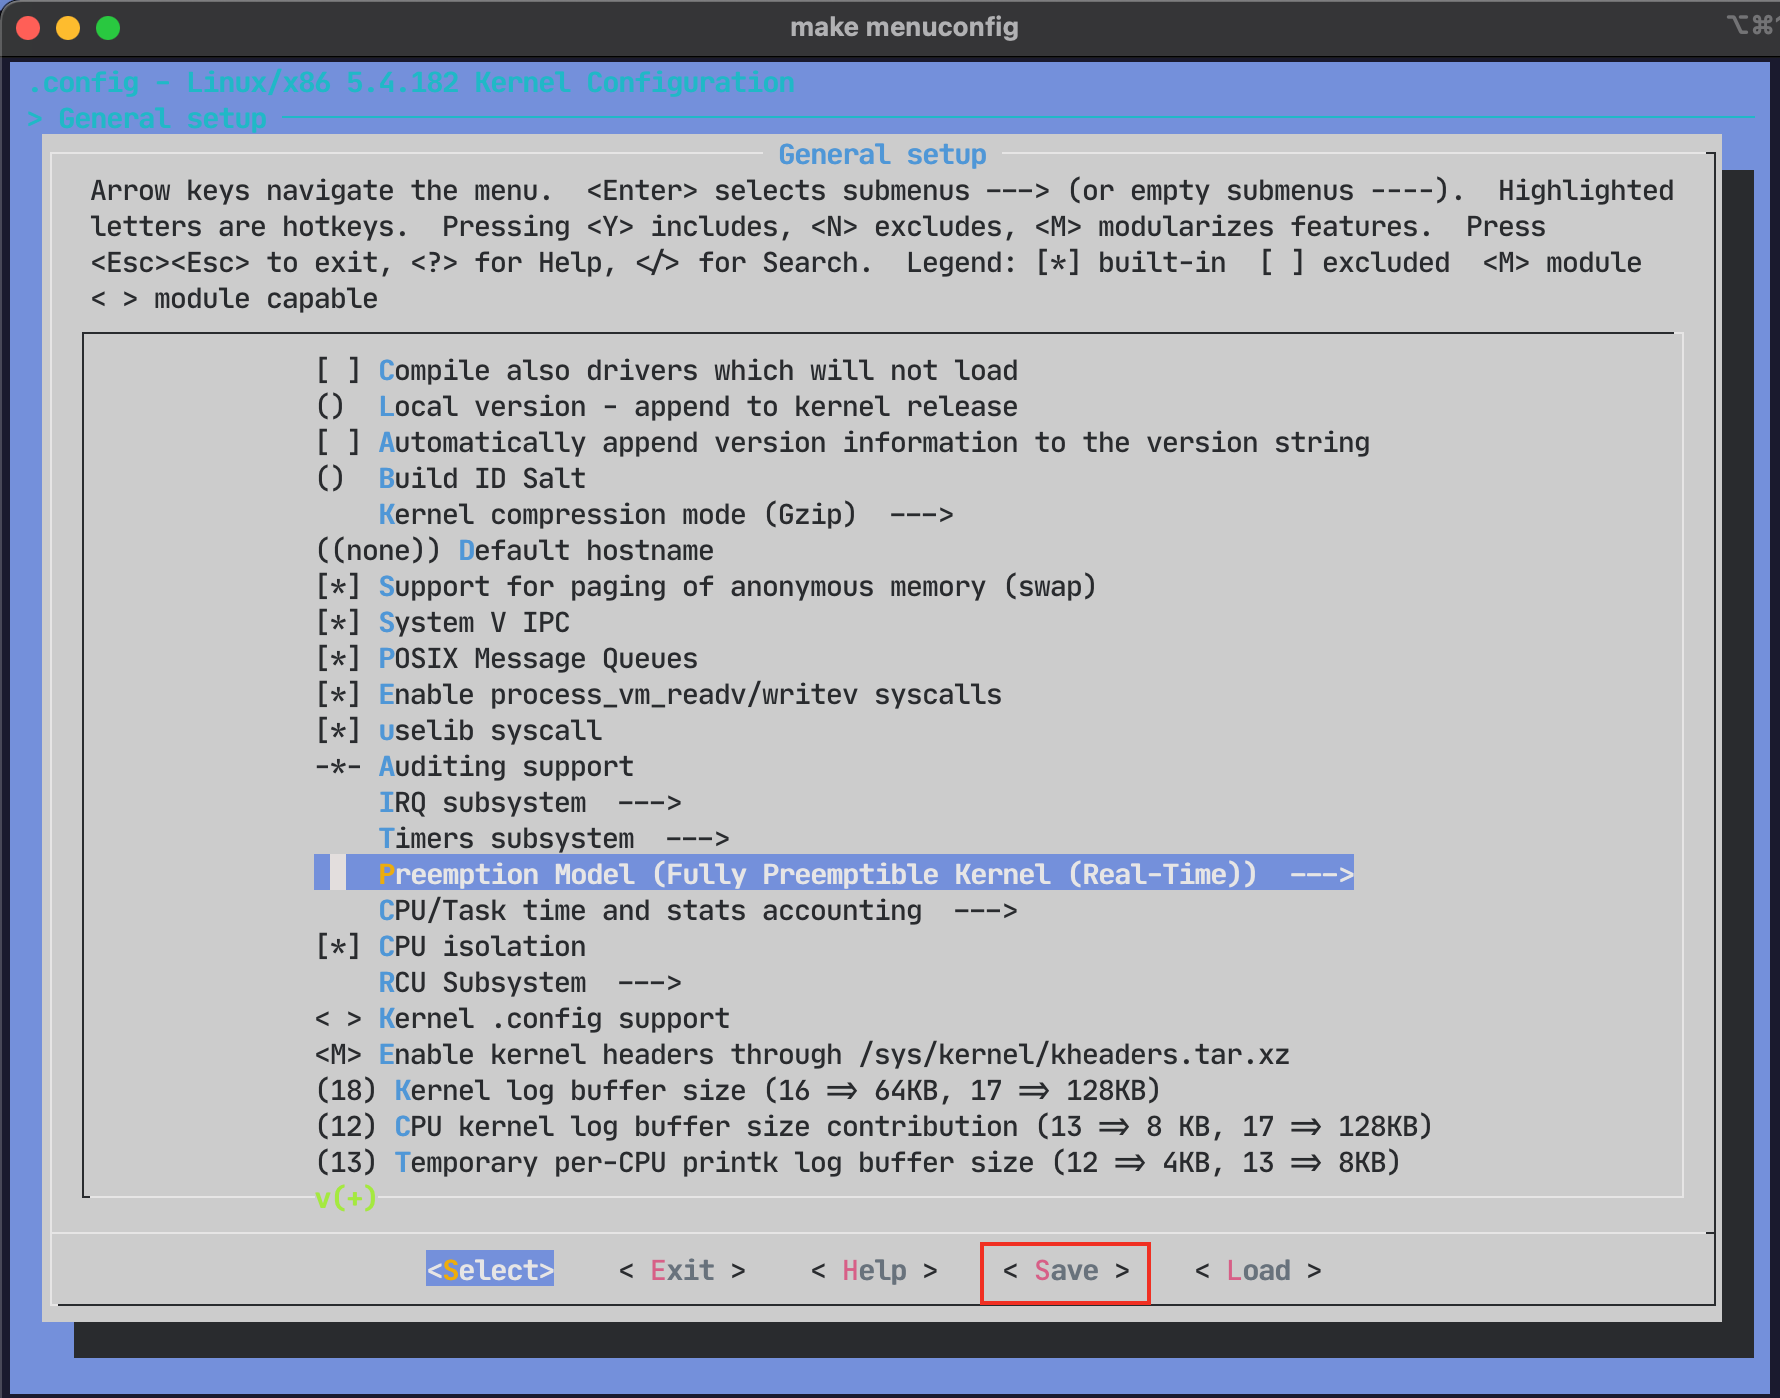 make menuconfig
⌥⌘
.config - Linux/x86 5.4.182 Kernel Configuration
> General setup
General setup
Arrow keys navigate the menu.  <Enter> selects submenus ---> (or empty submenus ----).  Highlighted
letters are hotkeys.  Pressing <Y> includes, <N> excludes, <M> modularizes features.  Press
<Esc><Esc> to exit, <?> for Help, </> for Search.  Legend: [*] built-in  [ ] excluded  <M> module
< > module capable
[ ] Compile also drivers which will not load
()  Local version - append to kernel release
[ ] Automatically append version information to the version string
()  Build ID Salt
Kernel compression mode (Gzip)  --->
((none)) Default hostname
[*] Support for paging of anonymous memory (swap)
[*] System V IPC
[*] POSIX Message Queues
[*] Enable process_vm_readv/writev syscalls
[*] uselib syscall
-*- Auditing support
IRQ subsystem  --->
Timers subsystem  --->
Preemption Model (Fully Preemptible Kernel (Real-Time))  --->
CPU/Task time and stats accounting  --->
[*] CPU isolation
RCU Subsystem  --->
< > Kernel .config support
<M> Enable kernel headers through /sys/kernel/kheaders.tar.xz
(18) Kernel log buffer size (16 => 64KB, 17 => 128KB)
(12) CPU kernel log buffer size contribution (13 => 8 KB, 17 => 128KB)
(13) Temporary per-CPU printk log buffer size (12 => 4KB, 13 => 8KB)
v(+)
<Select>    < Exit >    < Help >    < Save >    < Load >